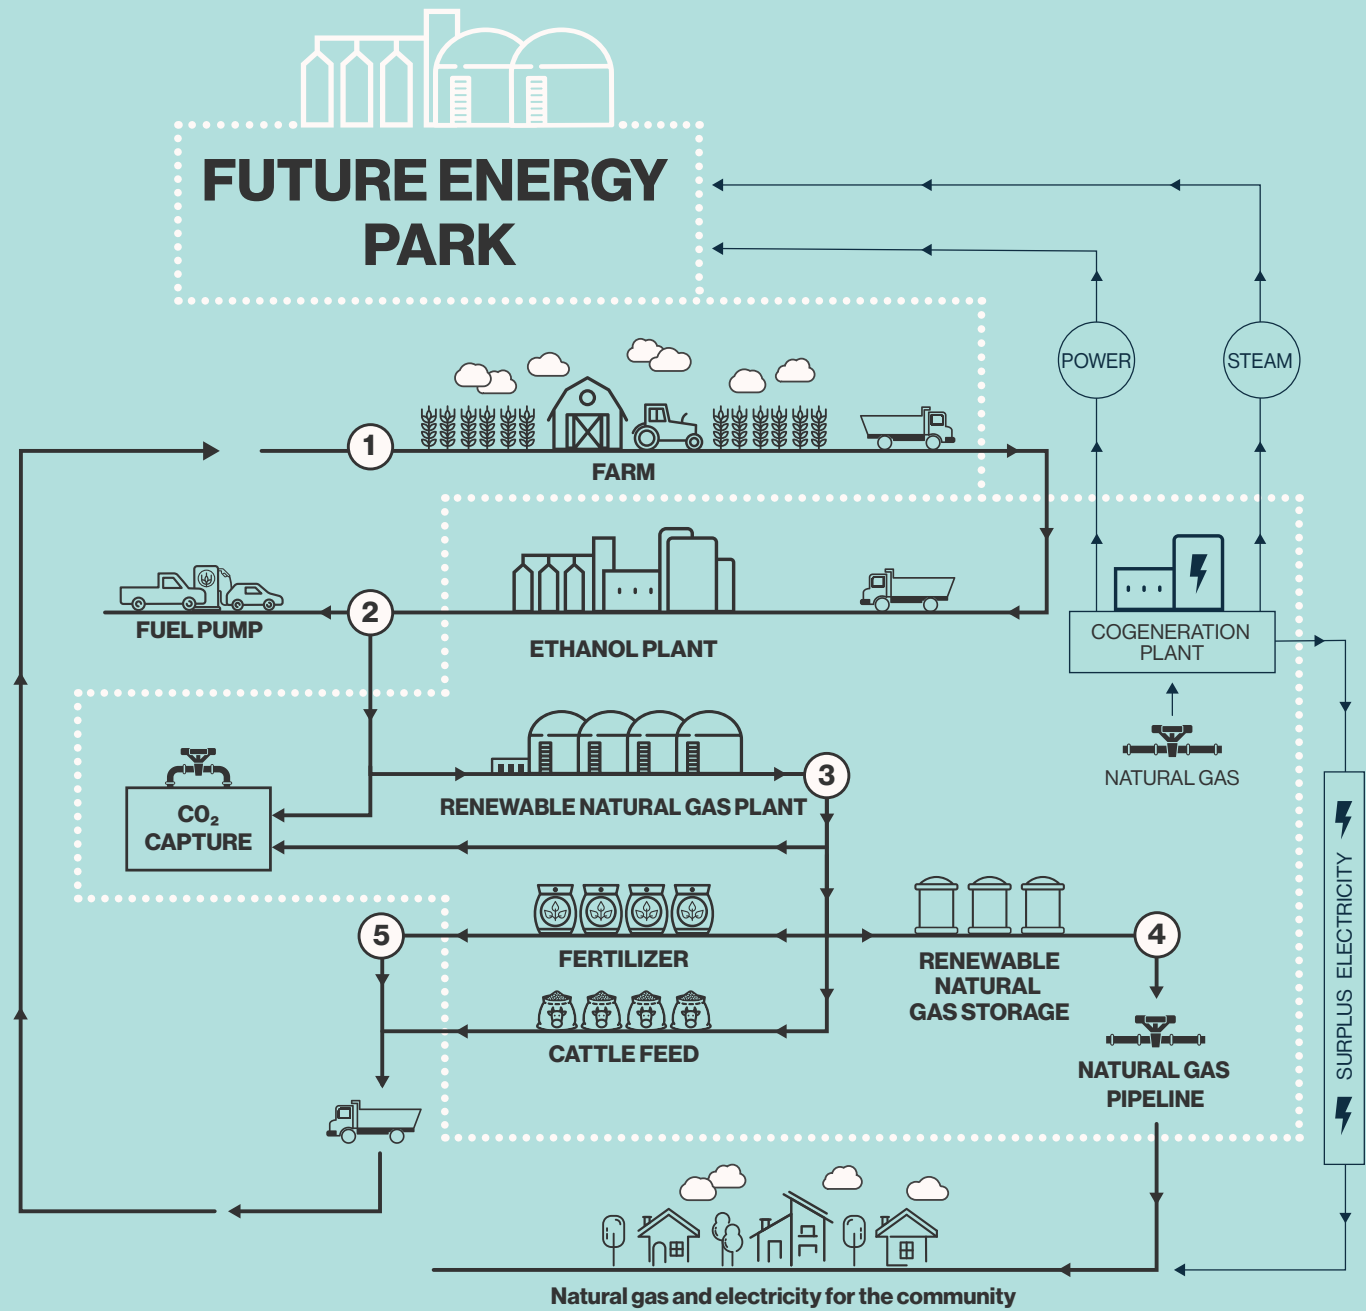 FUTURE ENERGY
PARK
POWER
STEAM
1
FARM
2
FUEL PUMP
ETHANOL PLANT
COGENERATION
PLANT
NATURAL GAS
CO₂
CAPTURE
RENEWABLE NATURAL GAS PLANT
3
5
FERTILIZER
RENEWABLE
NATURAL
GAS STORAGE
4
CATTLE FEED
NATURAL GAS
PIPELINE
SURPLUS ELECTRICITY
Natural gas and electricity for the community